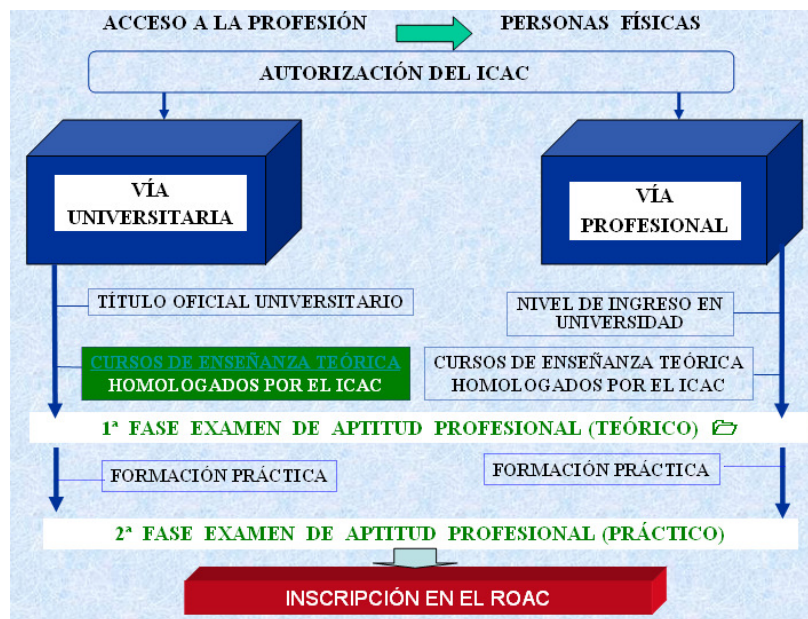 ACCESO A LA PROFESIÓN
PERSONAS FÍSICAS
AUTORIZACIÓN DEL ICAC
VÍA
UNIVERSITARIA
VÍA
PROFESIONAL
TÍTULO OFICIAL UNIVERSITARIO
NIVEL DE INGRESO EN
UNIVERSIDAD
CURSOS DE ENSEÑANZA TEÓRICA
HOMOLOGADOS POR EL ICAC
CURSOS DE ENSEÑANZA TEÓRICA
HOMOLOGADOS POR EL ICAC
1ª FASE EXAMEN DE APTITUD PROFESIONAL (TEÓRICO)
FORMACIÓN PRÁCTICA
FORMACIÓN PRÁCTICA
2ª FASE EXAMEN DE APTITUD PROFESIONAL (PRÁCTICO)
INSCRIPCIÓN EN EL ROAC